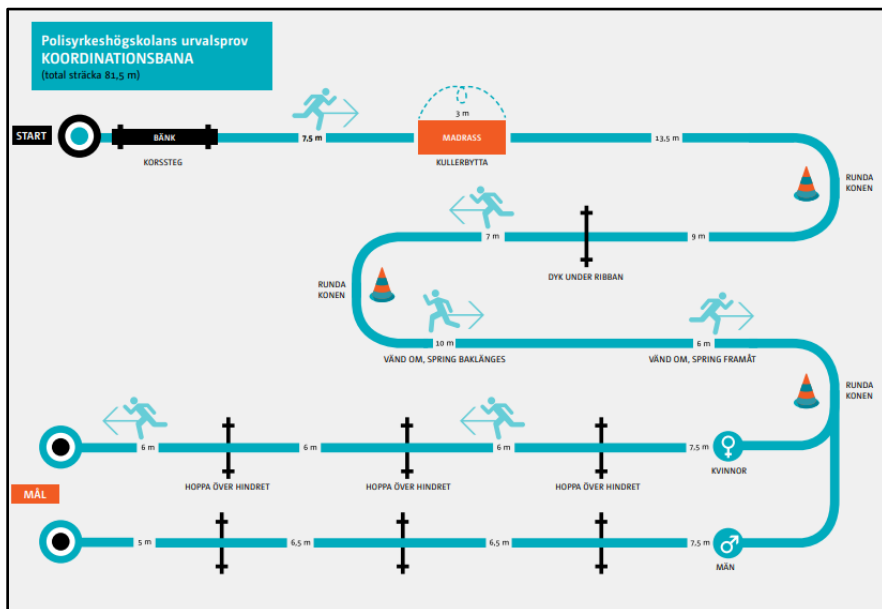 Polisyrkeshögskolans urvalsprov
KOORDINATIONSBANA
(total sträcka 81,5 m)
3 m
START
BÄNK
7,5 m
MADRASS
13,5 m
KORSSTEG
KULLERBYTTA
RUNDA
KONEN
7 m
9 m
DYK UNDER RIBBAN
RUNDA
KONEN
10 m
6 m
VÄND OM, SPRING BAKLÄNGES
VÄND OM, SPRING FRAMÅT
RUNDA
KONEN
6 m
6 m
6 m
7,5 m
KVINNOR
HOPPA ÖVER HINDRET
HOPPA ÖVER HINDRET
HOPPA ÖVER HINDRET
MÅL
5 m
6,5 m
6,5 m
7,5 m
MÄN